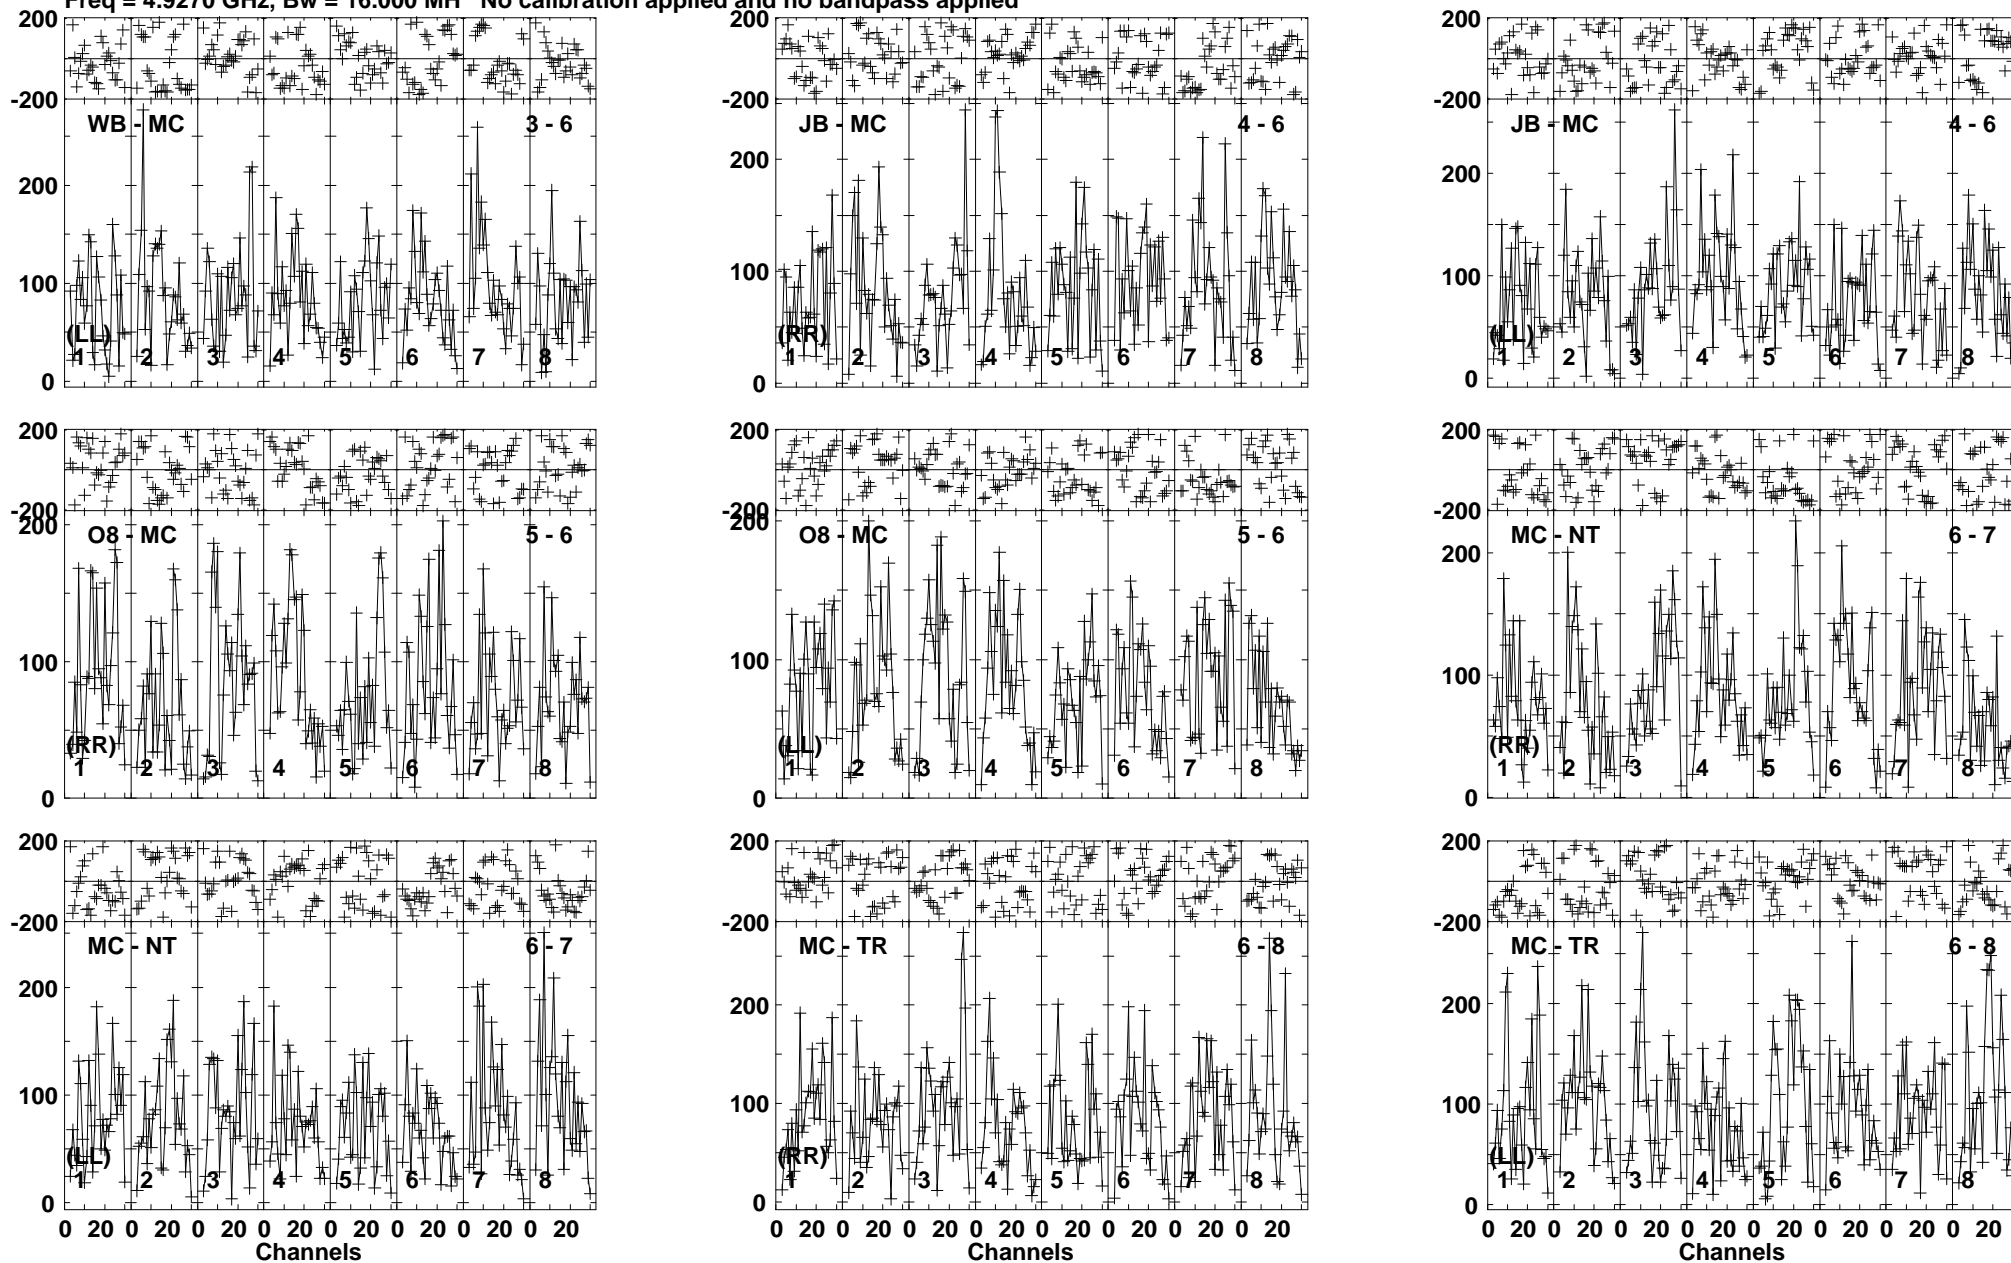 Freq = 4.9270 GHz, Bw = 16.000 MH No calibration applied and no bandpass applied
200 200 200
-200 -200 -200
WB - MC 3 - 6 JB - MC 4 - 6 JB - MC 4 - 6
200 200 200
100 100 100
(LL) (RR) (LL)
1 2 3 4 5 6 7 8 1 2 3 4 5 6 7 8 1 2 3 4 5 6 7 8
0 0 0
200 200 200
-200 -200 -200
200 200
O8 - MC 5 - 6 O8 - MC 5 - 6 MC - NT 6 - 7
200
100 100 100
(RR) (LL) (RR)
1 2 3 4 5 6 7 8 1 2 3 4 5 6 7 8 1 2 3 4 5 6 7 8
0 0 0
200 200 200
-200 -200 -200
MC - NT 6 - 7 MC - TR 6 - 8 MC - TR 6 - 8
200 200 200
100 100 100
(LL) (RR) (LL)
1 2 3 4 5 6 7 8 1 2 3 4 5 6 7 8 1 2 3 4 5 6 7 8
0 0 0
0 20 0 20 0 20 0 20 0 20 0 20 0 20 0 20 0 20 0 20 0 20 0 20 0 20 0 20 0 20 0 20 0 20 0 20 0 20 0 20 0 20 0 20 0 20 0 20
Channels Channels Channels